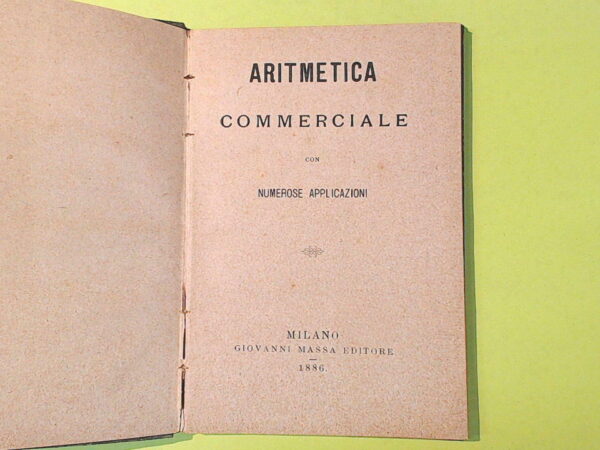 ARITMETICA
COMMERCIALE
CON
NUMEROSE APPLICAZIONI
MILANO
GIOVANNI MASSA EDITORE
1886